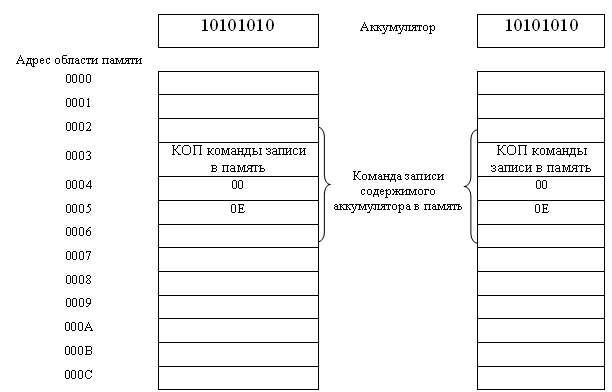 10101010 Аккумулятор 10101010
Адрес области памяти
0000
0001
0002
0003 КОП команды записи в память КОП команды записи в память
0004 00 Команда записи 00
содержимого
0005 0E аккумулятора в память 0E
0006
0007
0008
0009
000A
000B
000C